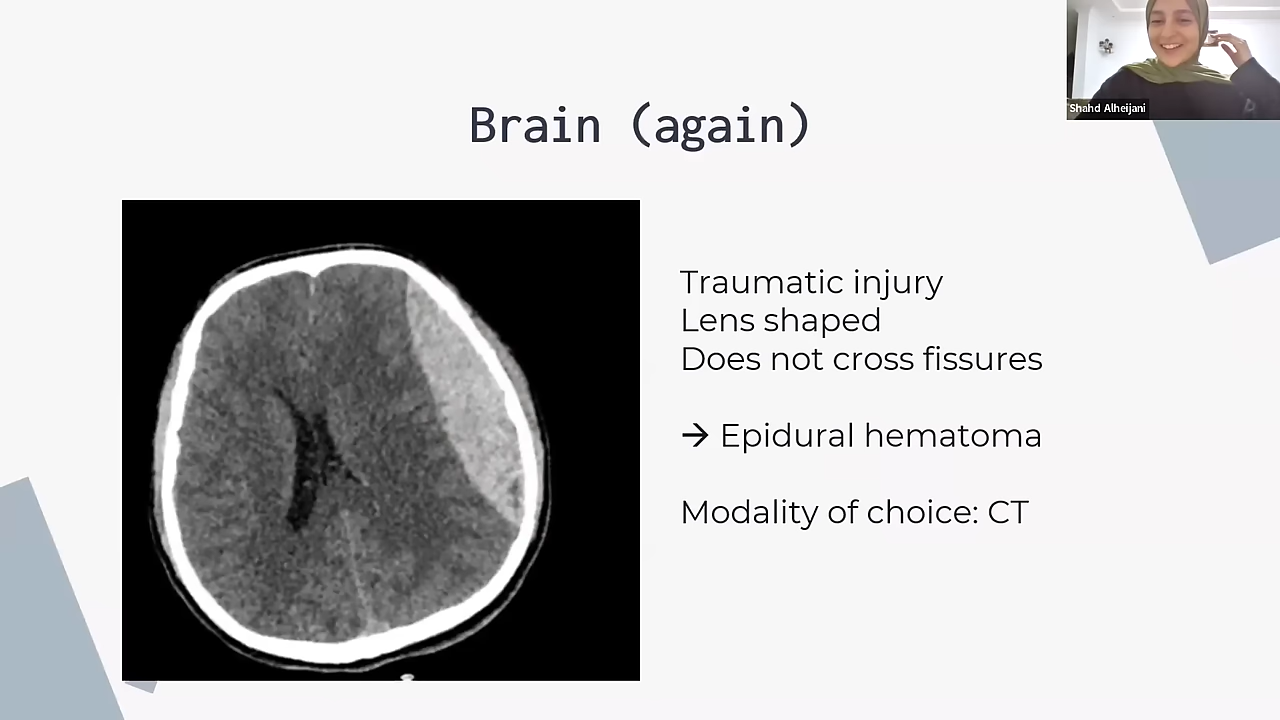 Shahd Alheijani
Brain (again)
Traumatic injury
Lens shaped
Does not cross fissures
→ Epidural hematoma
Modality of choice: CT